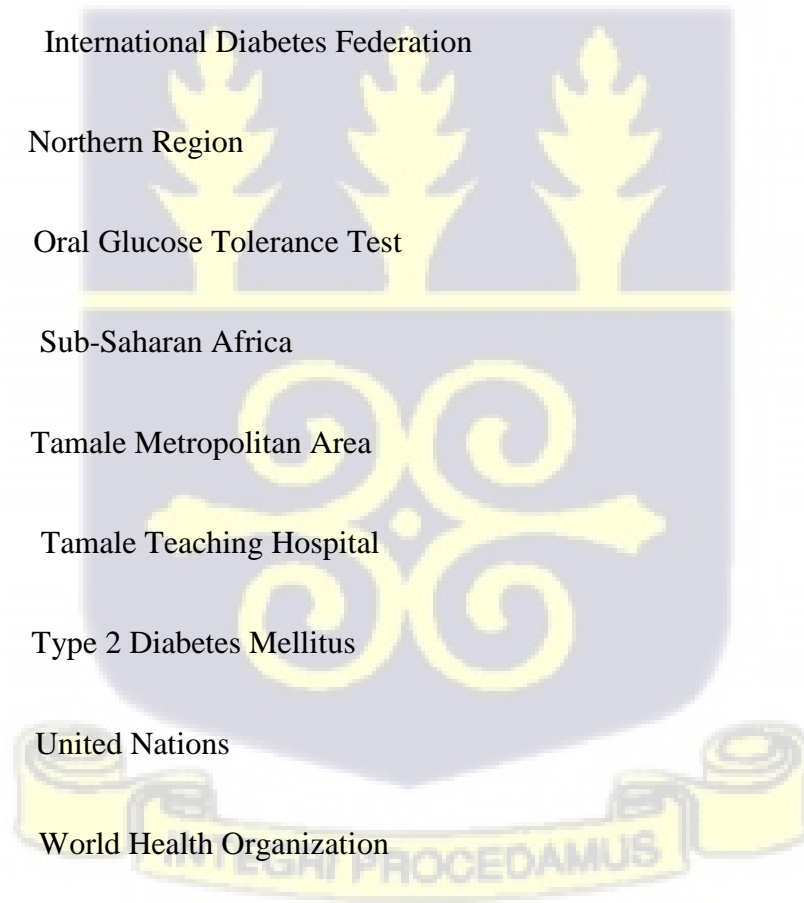 International Diabetes Federation
Northern Region
Oral Glucose Tolerance Test
Sub-Saharan Africa
Tamale Metropolitan Area
Tamale Teaching Hospital
Type 2 Diabetes Mellitus
United Nations
World Health Organization
INTEGRI PROCEDAMUS